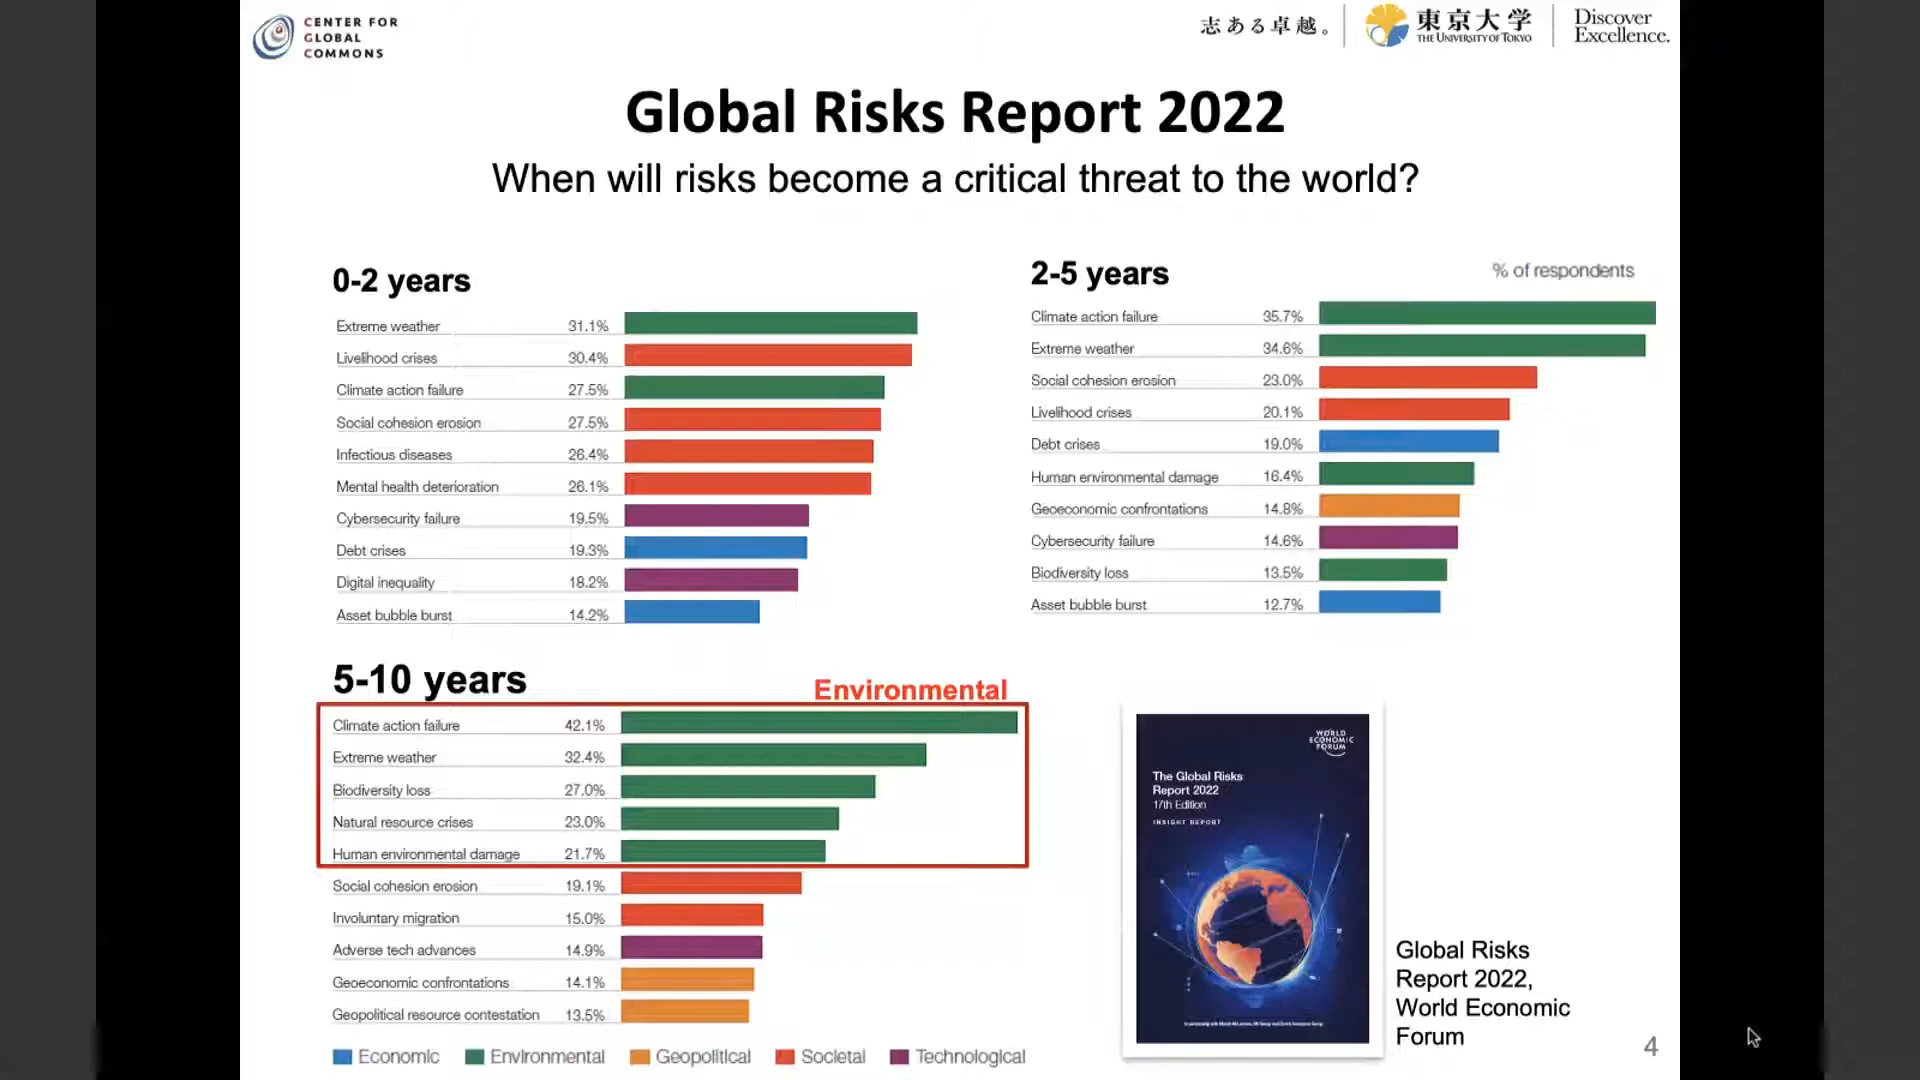 CENTER FOR
GLOBAL
COMMONS
志ある卓越。
東京大学
THE UNIVERSITY OF TOKYO
Discover
Excellence.
Global Risks Report 2022
When will risks become a critical threat to the world?
0-2 years
Extreme weather 31.1%
Livelihood crises 30.4%
Climate action failure 27.5%
Social cohesion erosion 27.5%
Infectious diseases 26.4%
Mental health deterioration 26.1%
Cybersecurity failure 19.5%
Debt crises 19.3%
Digital inequality 18.2%
Asset bubble burst 14.2%
2-5 years
% of respondents
Climate action failure 35.7%
Extreme weather 34.6%
Social cohesion erosion 23.0%
Livelihood crises 20.1%
Debt crises 19.0%
Human environmental damage 16.4%
Geoeconomic confrontations 14.8%
Cybersecurity failure 14.6%
Biodiversity loss 13.5%
Asset bubble burst 12.7%
5-10 years
Environmental
Climate action failure 42.1%
Extreme weather 32.4%
Biodiversity loss 27.0%
Natural resource crises 23.0%
Human environmental damage 21.7%
Social cohesion erosion 19.1%
Involuntary migration 15.0%
Adverse tech advances 14.9%
Geoeconomic confrontations 14.1%
Geopolitical resource contestation 13.5%
Economic Environmental Geopolitical Societal Technological
WORLD
ECONOMIC
FORUM
The Global Risks
Report 2022
17th Edition
INSIGHT REPORT
Global Risks
Report 2022,
World Economic
Forum
4